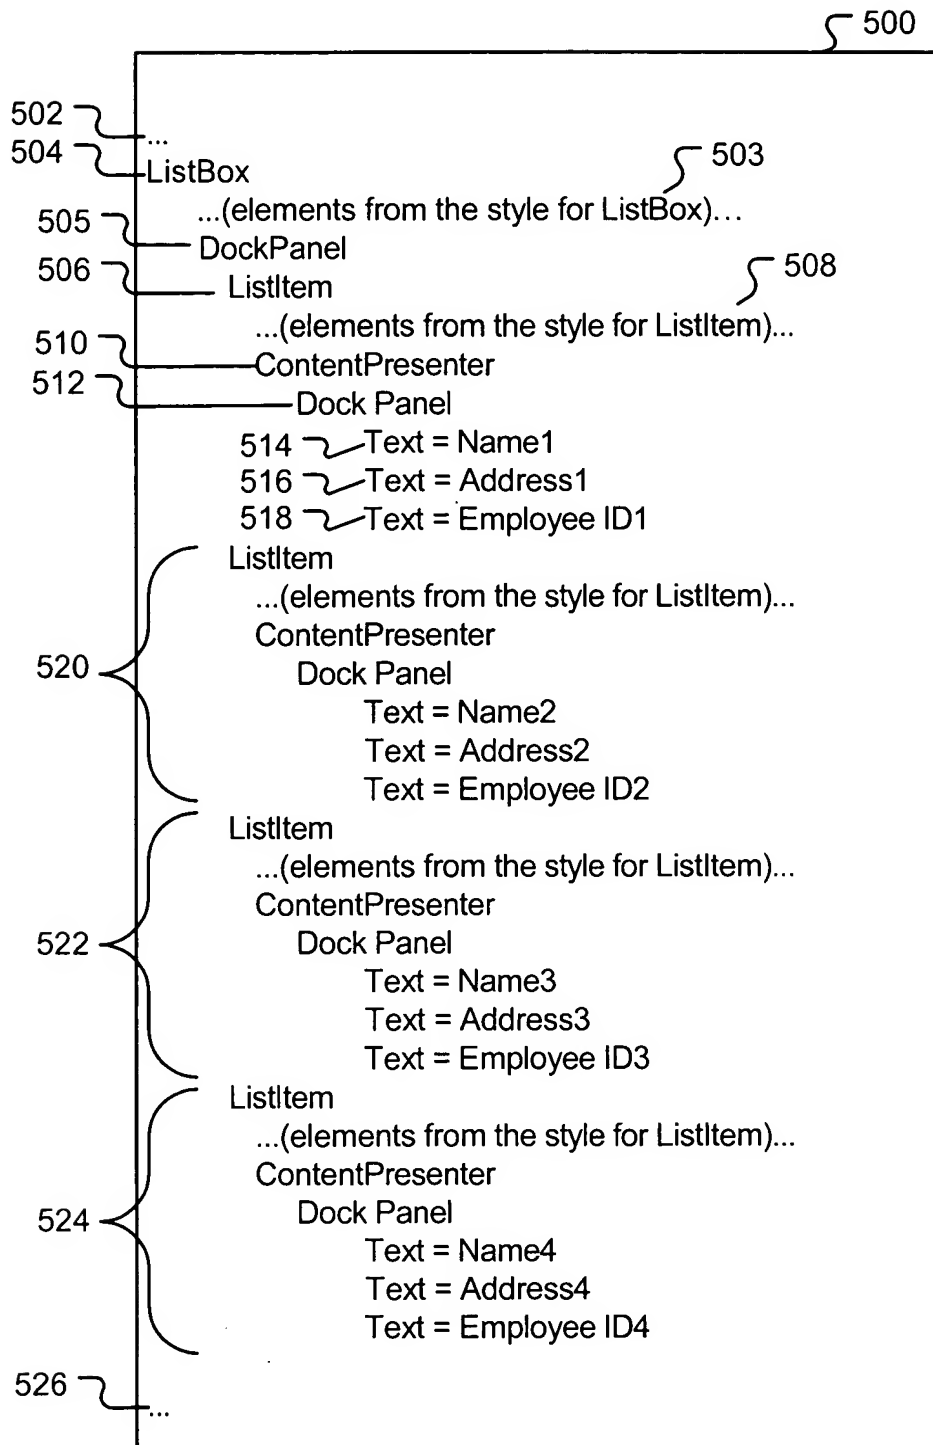 500
502 ...
504 ListBox
...(elements from the style for ListBox)... 503
505 DockPanel
506 ListItem
...(elements from the style for ListItem)... 508
510 ContentPresenter
512 Dock Panel
514 Text = Name1
516 Text = Address1
518 Text = Employee ID1
ListItem
...(elements from the style for ListItem)...
ContentPresenter
520 Dock Panel
Text = Name2
Text = Address2
Text = Employee ID2
ListItem
...(elements from the style for ListItem)...
ContentPresenter
522 Dock Panel
Text = Name3
Text = Address3
Text = Employee ID3
ListItem
...(elements from the style for ListItem)...
ContentPresenter
524 Dock Panel
Text = Name4
Text = Address4
Text = Employee ID4
526 ...